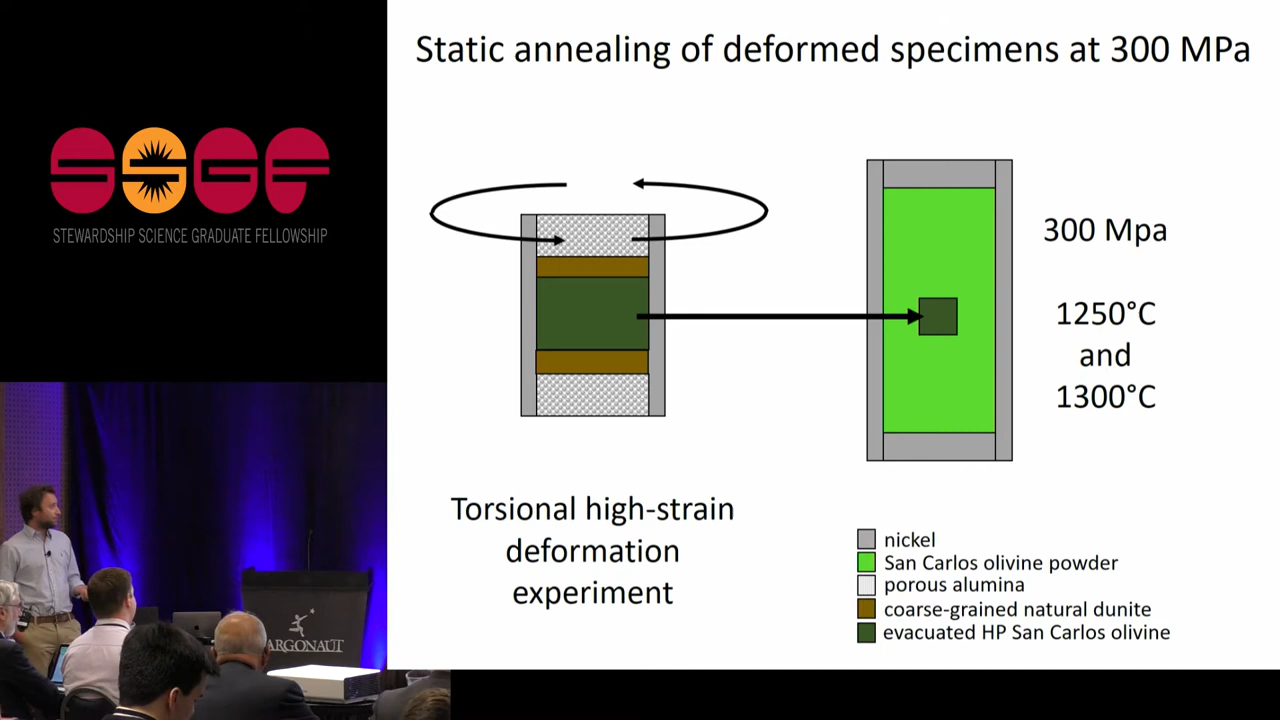 Static annealing of deformed specimens at 300 MPa
SSGF
STEWARDSHIP SCIENCE GRADUATE FELLOWSHIP
300 Mpa
1250°C
and
1300°C
Torsional high-strain
deformation
experiment
nickel
San Carlos olivine powder
porous alumina
coarse-grained natural dunite
evacuated HP San Carlos olivine
ARGONAUT